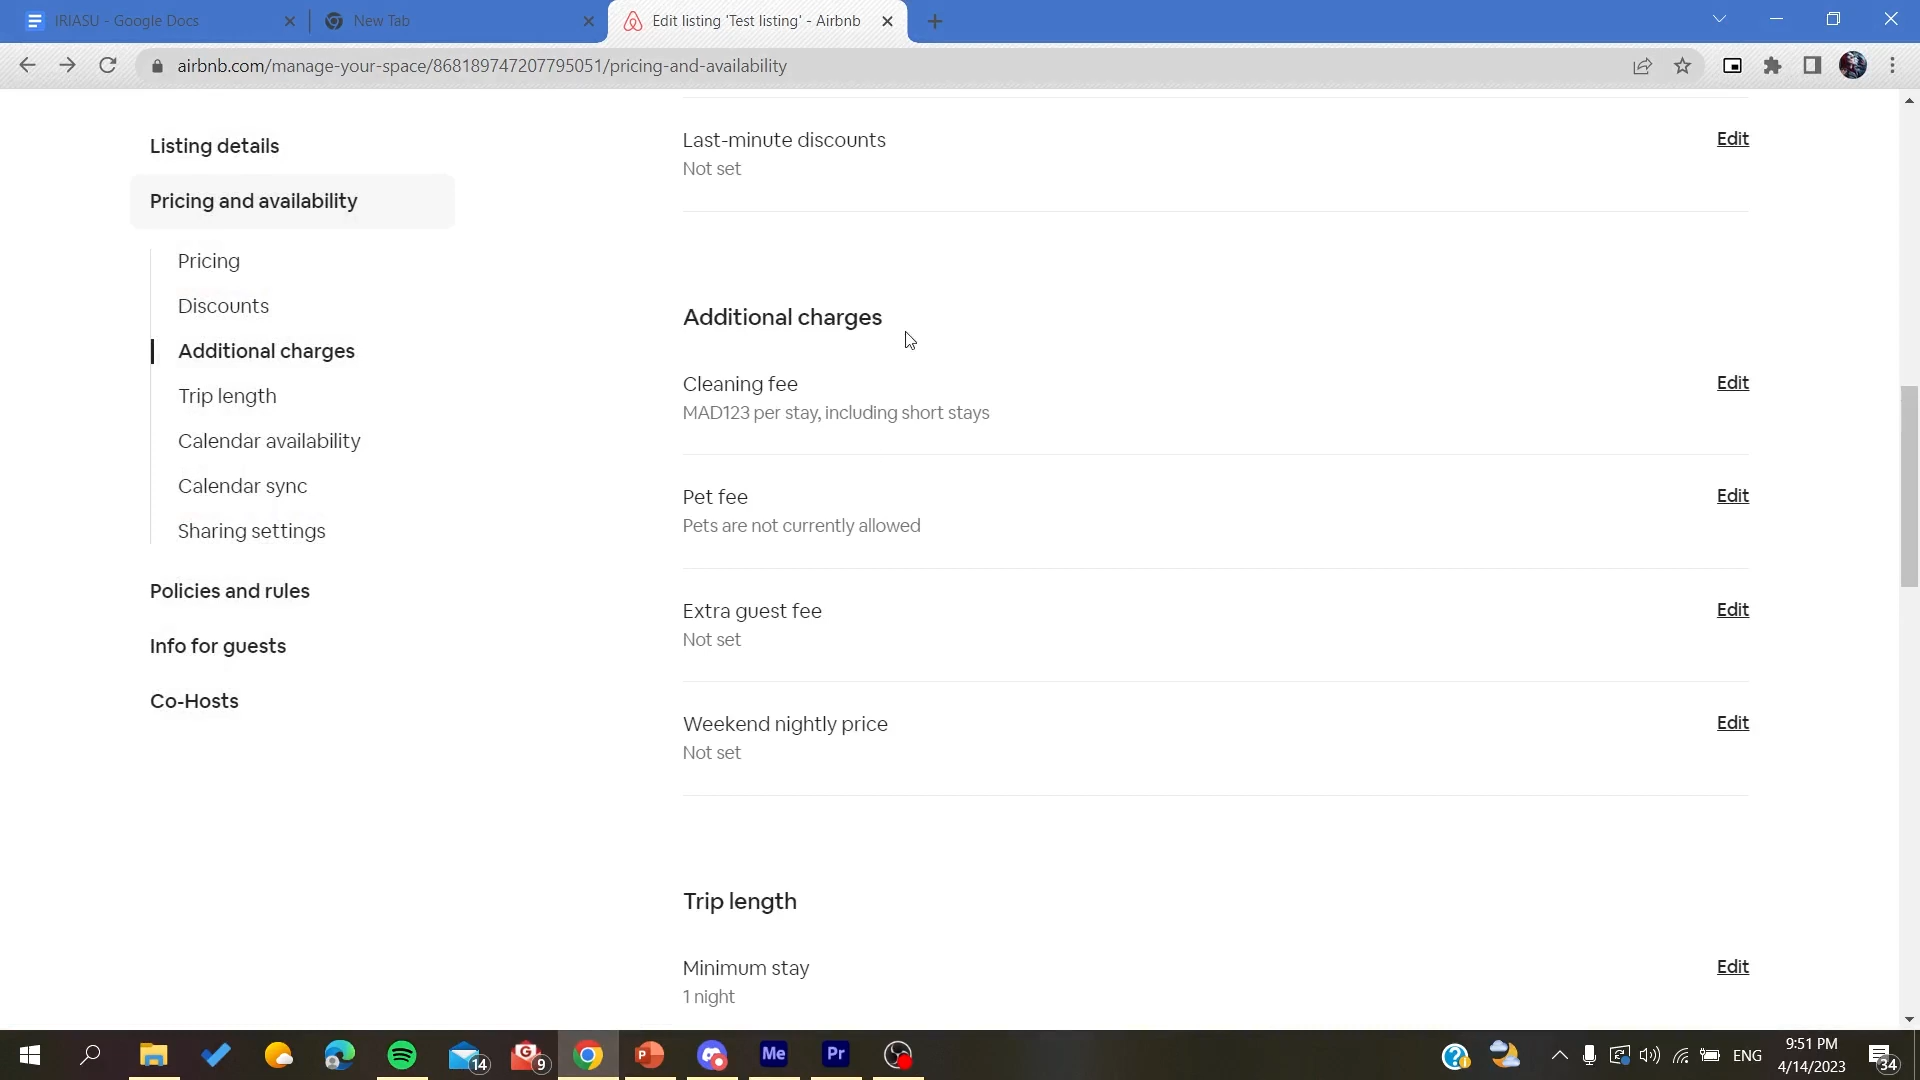 IRIASU - Google Docs
New Tab
Edit listing 'Test listing' - Airbnb
airbnb.com/manage-your-space/868189747207795051/pricing-and-availability
Listing details
Pricing and availability
Pricing
Discounts
Additional charges
Trip length
Calendar availability
Calendar sync
Sharing settings
Policies and rules
Info for guests
Co-Hosts
Last-minute discounts
Edit
Not set
Additional charges
Cleaning fee
Edit
MAD123 per stay, including short stays
Pet fee
Edit
Pets are not currently allowed
Extra guest fee
Edit
Not set
Weekend nightly price
Edit
Not set
Trip length
Minimum stay
Edit
1 night
14
9
Me
Pr
ENG
9:51 PM
4/14/2023
34